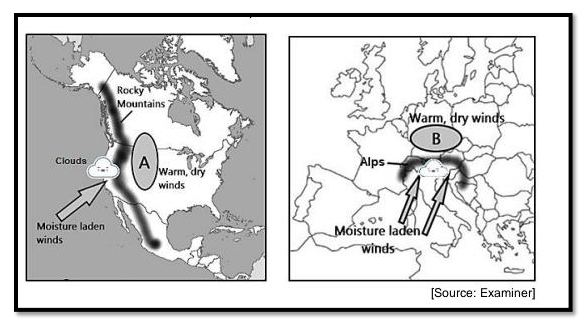 Rocky
Mountains
Clouds
A
Warm, dry
winds
Moisture laden
winds
Warm, dry winds
B
Alps
Moisture laden
winds
[Source: Examiner]